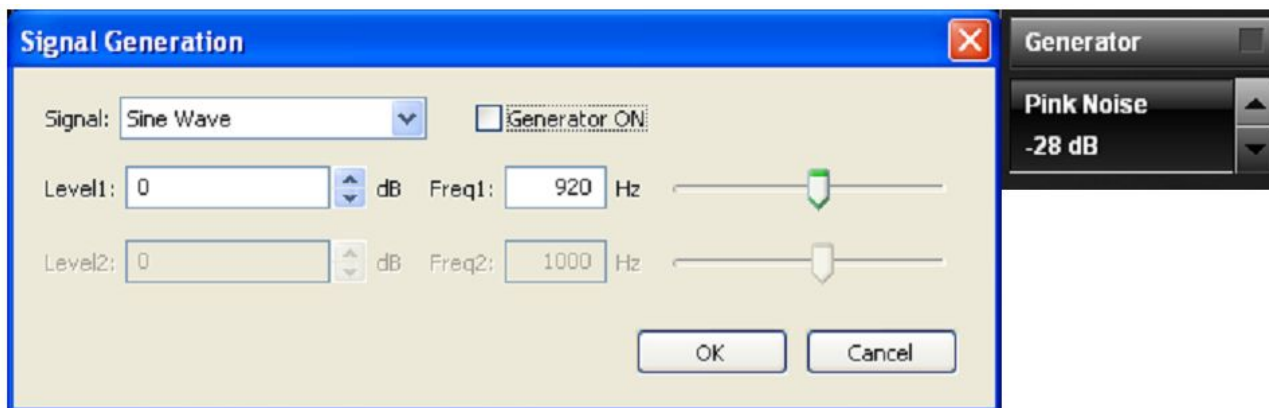 Signal Generation
Signal: Sine Wave Generator ON
Level1: 0 dB Freq1: 920 Hz
Level2: 0 dB Freq2: 1000 Hz
OK Cancel
Generator
Pink Noise
-28 dB